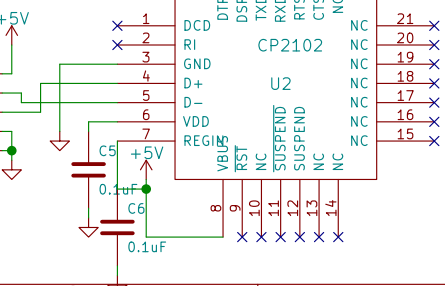 +5V
1 DCD
2 RI
3 GND
4 D+
5 D-
6 VDD
7 REGIN
DSR
TXD
RXD
RTS
CTS
NC
CP2102
U2
NC 21
NC 20
NC 19
NC 18
NC 17
NC 16
NC 15
VBUS 8
RST 9
NC 10
SUSPEND 11
SUSPEND 12
NC 13
NC 14
C5
0.1uF
+5V
C6
0.1uF